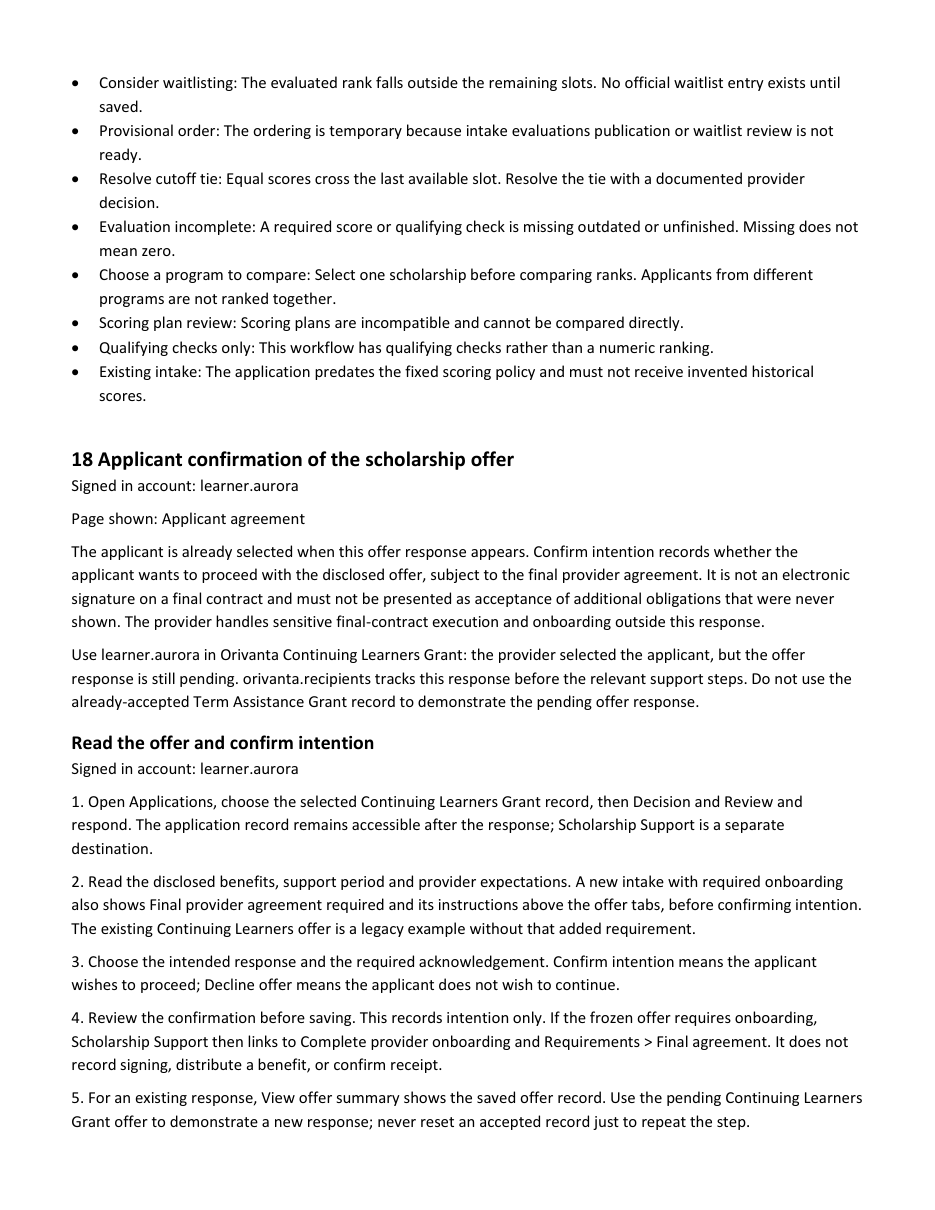 • Consider waitlisting: The evaluated rank falls outside the remaining slots. No official waitlist entry exists until
saved.
• Provisional order: The ordering is temporary because intake evaluations publication or waitlist review is not
ready.
• Resolve cutoff tie: Equal scores cross the last available slot. Resolve the tie with a documented provider
decision.
• Evaluation incomplete: A required score or qualifying check is missing outdated or unfinished. Missing does not
mean zero.
• Choose a program to compare: Select one scholarship before comparing ranks. Applicants from different
programs are not ranked together.
• Scoring plan review: Scoring plans are incompatible and cannot be compared directly.
• Qualifying checks only: This workflow has qualifying checks rather than a numeric ranking.
• Existing intake: The application predates the fixed scoring policy and must not receive invented historical
scores.
18 Applicant confirmation of the scholarship offer
Signed in account: learner.aurora
Page shown: Applicant agreement
The applicant is already selected when this offer response appears. Confirm intention records whether the
applicant wants to proceed with the disclosed offer, subject to the final provider agreement. It is not an electronic
signature on a final contract and must not be presented as acceptance of additional obligations that were never
shown. The provider handles sensitive final-contract execution and onboarding outside this response.
Use learner.aurora in Orivanta Continuing Learners Grant: the provider selected the applicant, but the offer
response is still pending. orivanta.recipients tracks this response before the relevant support steps. Do not use the
already-accepted Term Assistance Grant record to demonstrate the pending offer response.
Read the offer and confirm intention
Signed in account: learner.aurora
1. Open Applications, choose the selected Continuing Learners Grant record, then Decision and Review and
respond. The application record remains accessible after the response; Scholarship Support is a separate
destination.
2. Read the disclosed benefits, support period and provider expectations. A new intake with required onboarding
also shows Final provider agreement required and its instructions above the offer tabs, before confirming intention.
The existing Continuing Learners offer is a legacy example without that added requirement.
3. Choose the intended response and the required acknowledgement. Confirm intention means the applicant
wishes to proceed; Decline offer means the applicant does not wish to continue.
4. Review the confirmation before saving. This records intention only. If the frozen offer requires onboarding,
Scholarship Support then links to Complete provider onboarding and Requirements > Final agreement. It does not
record signing, distribute a benefit, or confirm receipt.
5. For an existing response, View offer summary shows the saved offer record. Use the pending Continuing Learners
Grant offer to demonstrate a new response; never reset an accepted record just to repeat the step.